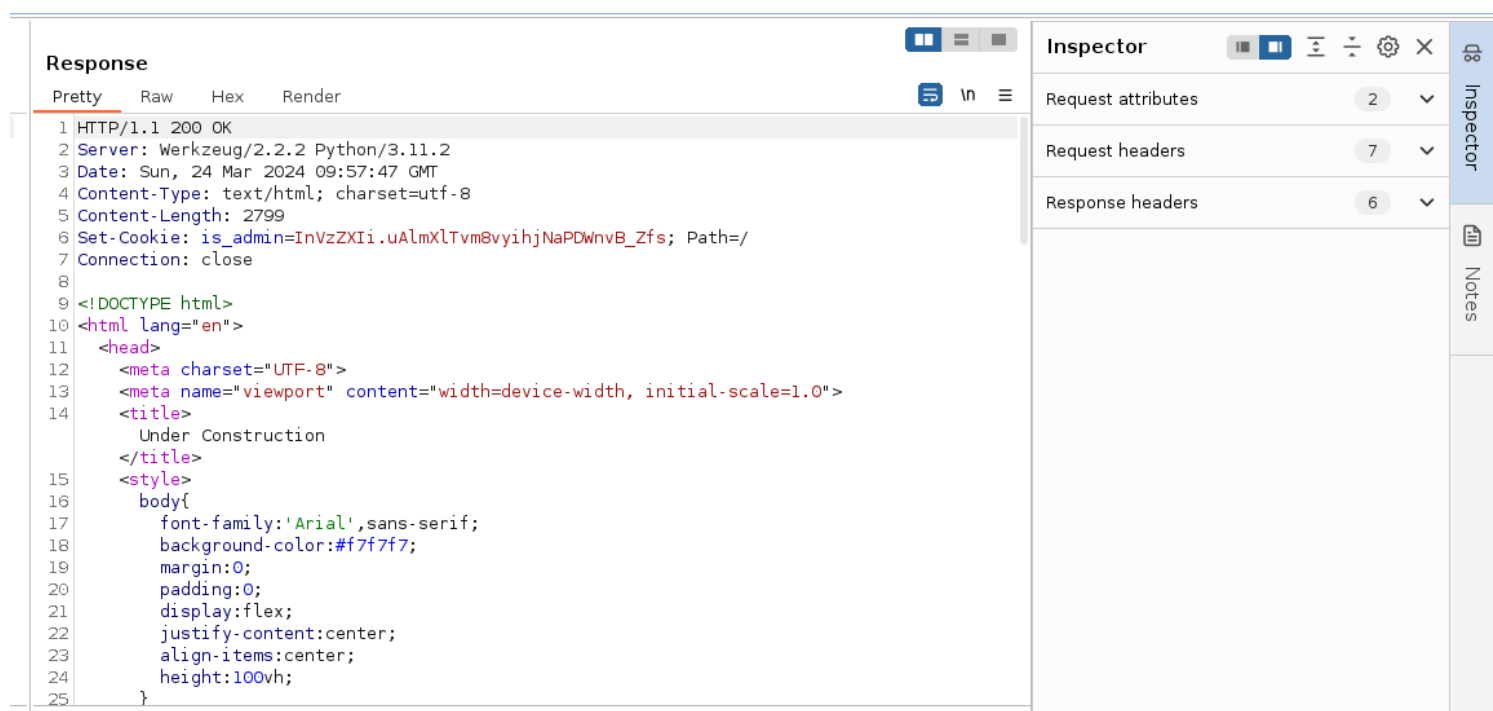 Response
Pretty Raw Hex Render \n
1 HTTP/1.1 200 OK
2 Server: Werkzeug/2.2.2 Python/3.11.2
3 Date: Sun, 24 Mar 2024 09:57:47 GMT
4 Content-Type: text/html; charset=utf-8
5 Content-Length: 2799
6 Set-Cookie: is_admin=InVzZXIi.uAlmXlTvm8vyihjNaPDWnvB_Zfs; Path=/
7 Connection: close
8
9 <!DOCTYPE html>
10 <html lang="en">
11 <head>
12 <meta charset="UTF-8">
13 <meta name="viewport" content="width=device-width, initial-scale=1.0">
14 <title>
Under Construction
</title>
15 <style>
16 body{
17 font-family:'Arial',sans-serif;
18 background-color:#f7f7f7;
19 margin:0;
20 padding:0;
21 display:flex;
22 justify-content:center;
23 align-items:center;
24 height:100vh;
25 }
Inspector
Request attributes 2
Request headers 7
Response headers 6
Inspector
Notes